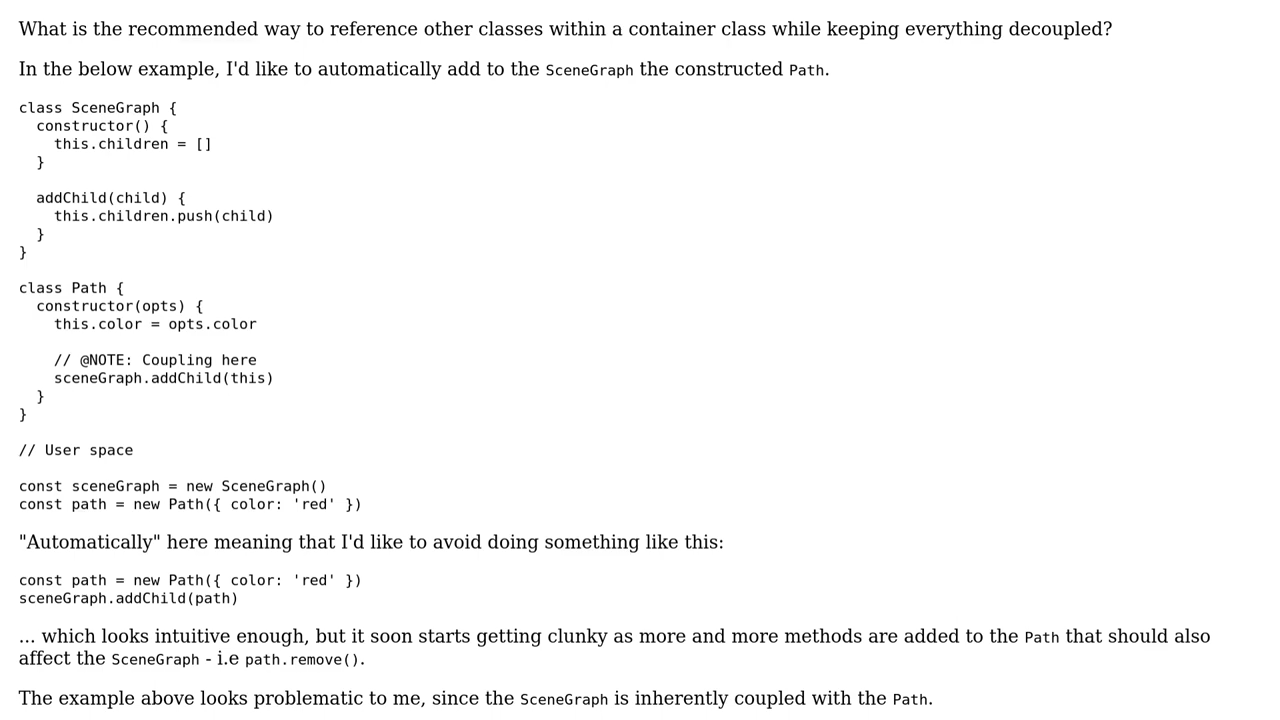 What is the recommended way to reference other classes within a container class while keeping everything decoupled?
In the below example, I'd like to automatically add to the SceneGraph the constructed Path.
class SceneGraph {
  constructor() {
    this.children = []
  }

  addChild(child) {
    this.children.push(child)
  }
}

class Path {
  constructor(opts) {
    this.color = opts.color

    // @NOTE: Coupling here
    sceneGraph.addChild(this)
  }
}

// User space

const sceneGraph = new SceneGraph()
const path = new Path({ color: 'red' })
"Automatically" here meaning that I'd like to avoid doing something like this:
const path = new Path({ color: 'red' })
sceneGraph.addChild(path)
... which looks intuitive enough, but it soon starts getting clunky as more and more methods are added to the Path that should also
affect the SceneGraph - i.e path.remove().
The example above looks problematic to me, since the SceneGraph is inherently coupled with the Path.